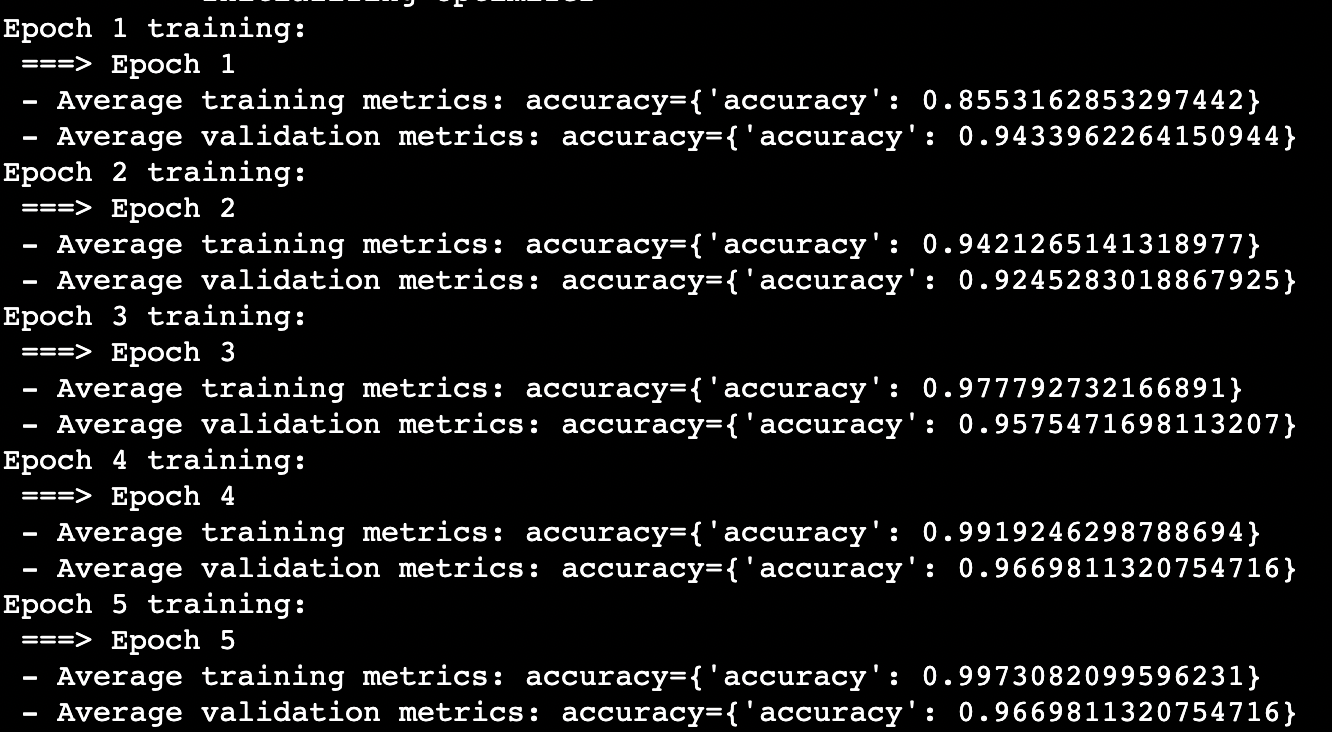 Epoch 1 training:
===> Epoch 1
- Average training metrics: accuracy={'accuracy': 0.8553162853297442}
- Average validation metrics: accuracy={'accuracy': 0.9433962264150944}
Epoch 2 training:
===> Epoch 2
- Average training metrics: accuracy={'accuracy': 0.9421265141318977}
- Average validation metrics: accuracy={'accuracy': 0.9245283018867925}
Epoch 3 training:
===> Epoch 3
- Average training metrics: accuracy={'accuracy': 0.977792732166891}
- Average validation metrics: accuracy={'accuracy': 0.9575471698113207}
Epoch 4 training:
===> Epoch 4
- Average training metrics: accuracy={'accuracy': 0.9919246298788694}
- Average validation metrics: accuracy={'accuracy': 0.9669811320754716}
Epoch 5 training:
===> Epoch 5
- Average training metrics: accuracy={'accuracy': 0.9973082099596231}
- Average validation metrics: accuracy={'accuracy': 0.9669811320754716}